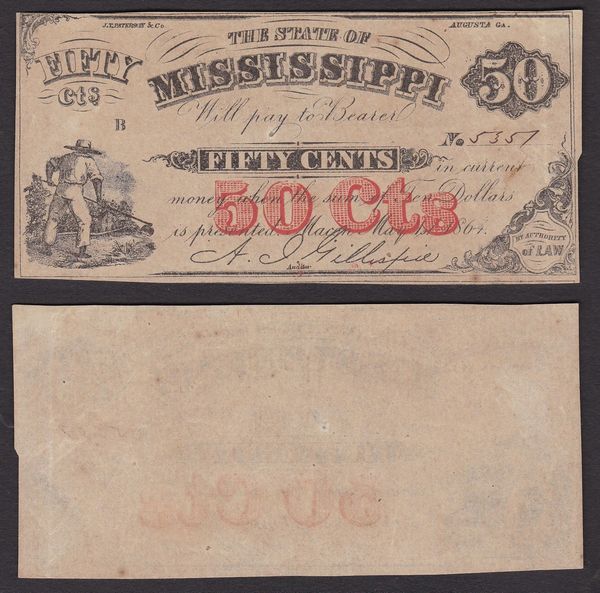 J.T. PATERSON & Co. AUGUSTA GA.
THE STATE OF
FIFTY MISSISSIPPI 50
CtS
Will pay to Bearer
B No 5357
FIFTY CENTS in current
50 Cts
money when the sum of Ten Dollars
is presented Macon, May 1864.
BY AUTHORITY
of LAW
A. J. Gillespie
Auditor